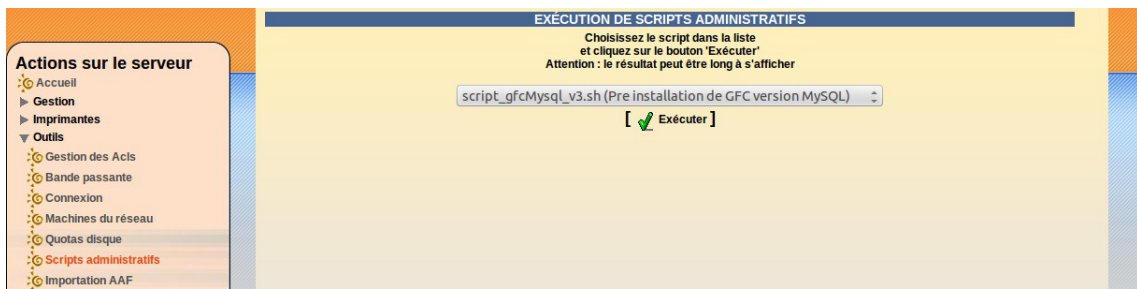 EXÉCUTION DE SCRIPTS ADMINISTRATIFS
Choisissez le script dans la liste
et cliquez sur le bouton 'Exécuter'
Attention : le résultat peut être long à s'afficher
script_gfcMysql_v3.sh (Pre installation de GFC version MySQL)
[ Exécuter ]
Actions sur le serveur
Accueil
Gestion
Imprimantes
Outils
Gestion des Acls
Bande passante
Connexion
Machines du réseau
Quotas disque
Scripts administratifs
Importation AAF